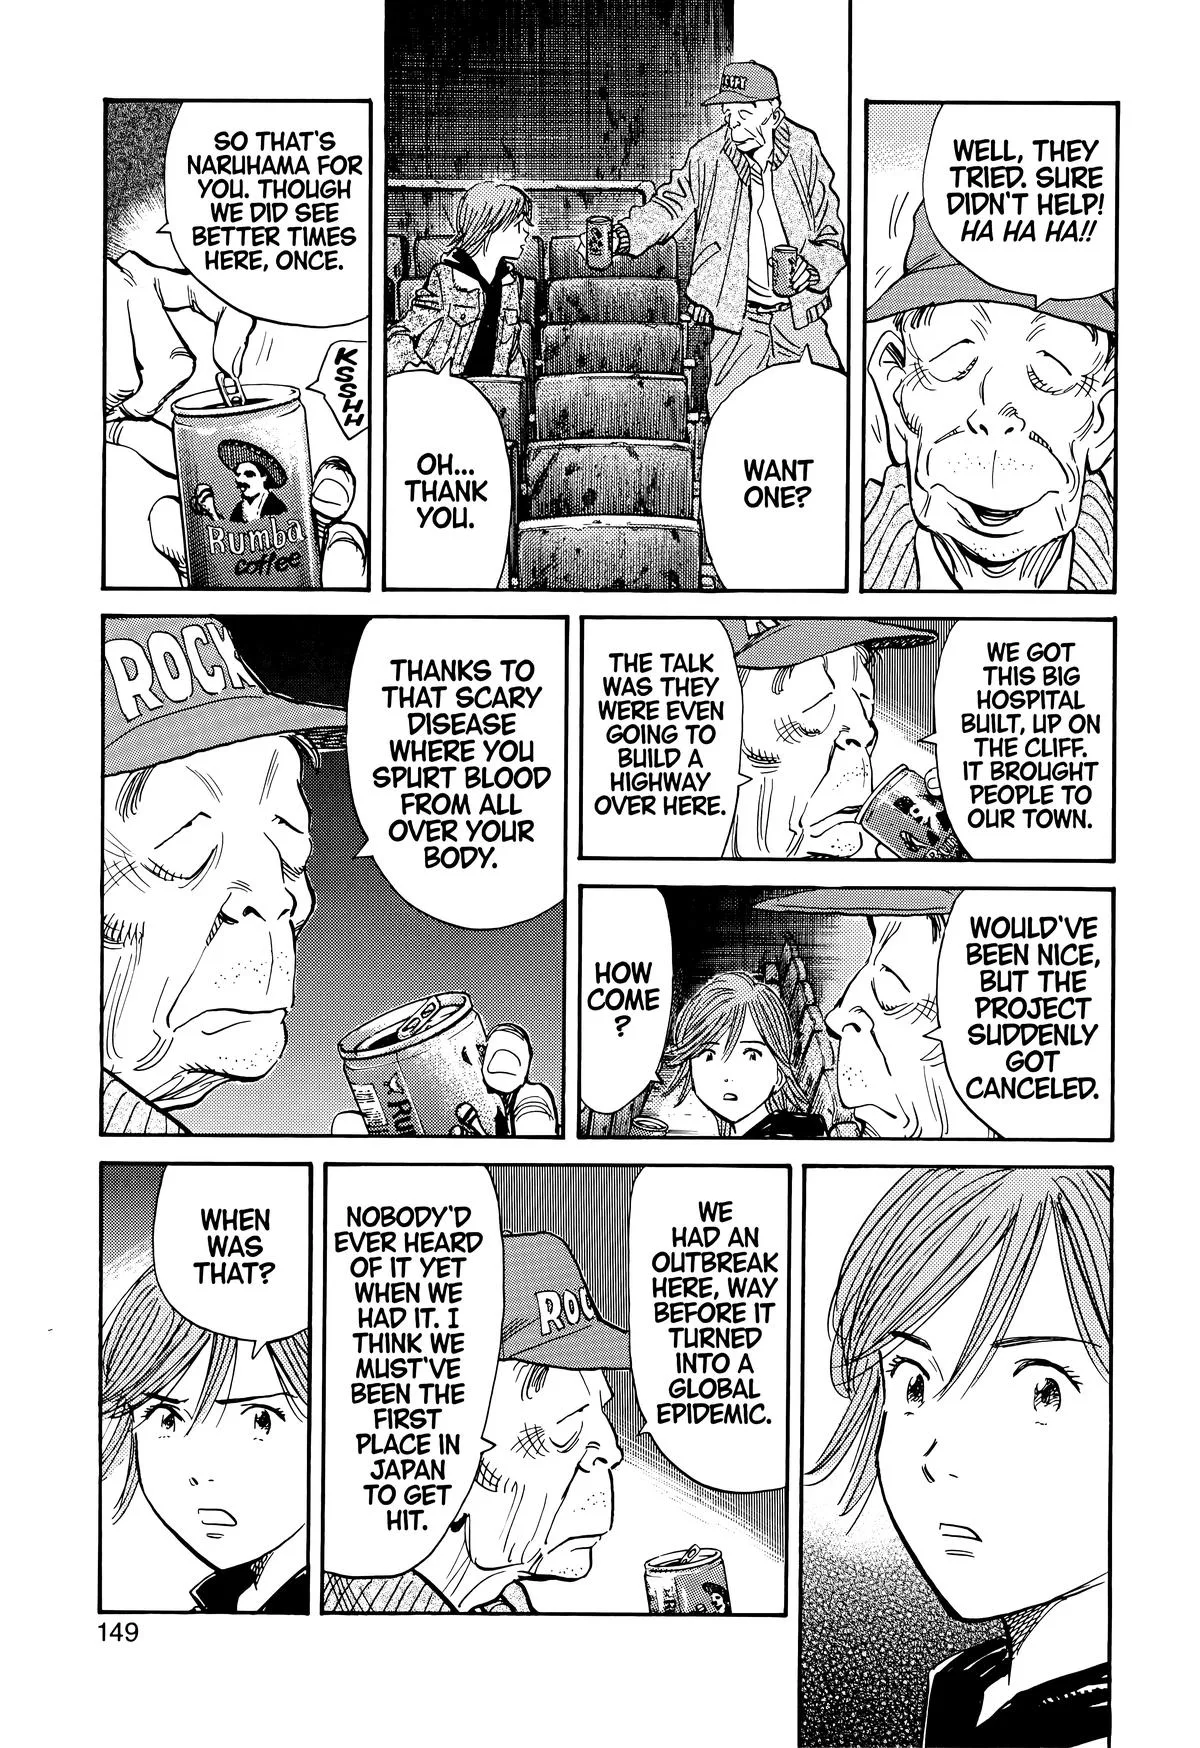 WELL, THEY
TRIED. SURE
DIDN'T HELP!
HA HA HA!!
ROCK
WANT
ONE?
OH...
THANK
YOU.
SO THAT'S
NARUHAMA FOR
YOU. THOUGH
WE DID SEE
BETTER TIMES
HERE, ONCE.
KSSHH
Rumba
coffee
WE GOT
THIS BIG
HOSPITAL
BUILT, UP ON
THE CLIFF.
IT BROUGHT
PEOPLE TO
OUR TOWN.
THE TALK
WAS THEY
WERE EVEN
GOING TO
BUILD A
HIGHWAY
OVER HERE.
WOULD'VE
BEEN NICE,
BUT THE
PROJECT
SUDDENLY
GOT
CANCELED.
HOW
COME
?
ROCK
THANKS TO
THAT SCARY
DISEASE
WHERE YOU
SPURT BLOOD
FROM ALL
OVER YOUR
BODY.
RU
WE
HAD AN
OUTBREAK
HERE, WAY
BEFORE IT
TURNED
INTO A
GLOBAL
EPIDEMIC.
ROC
NOBODY'D
EVER HEARD
OF IT YET
WHEN WE
HAD IT. I
THINK WE
MUST'VE
BEEN THE
FIRST
PLACE IN
JAPAN
TO GET
HIT.
WHEN
WAS
THAT?
149